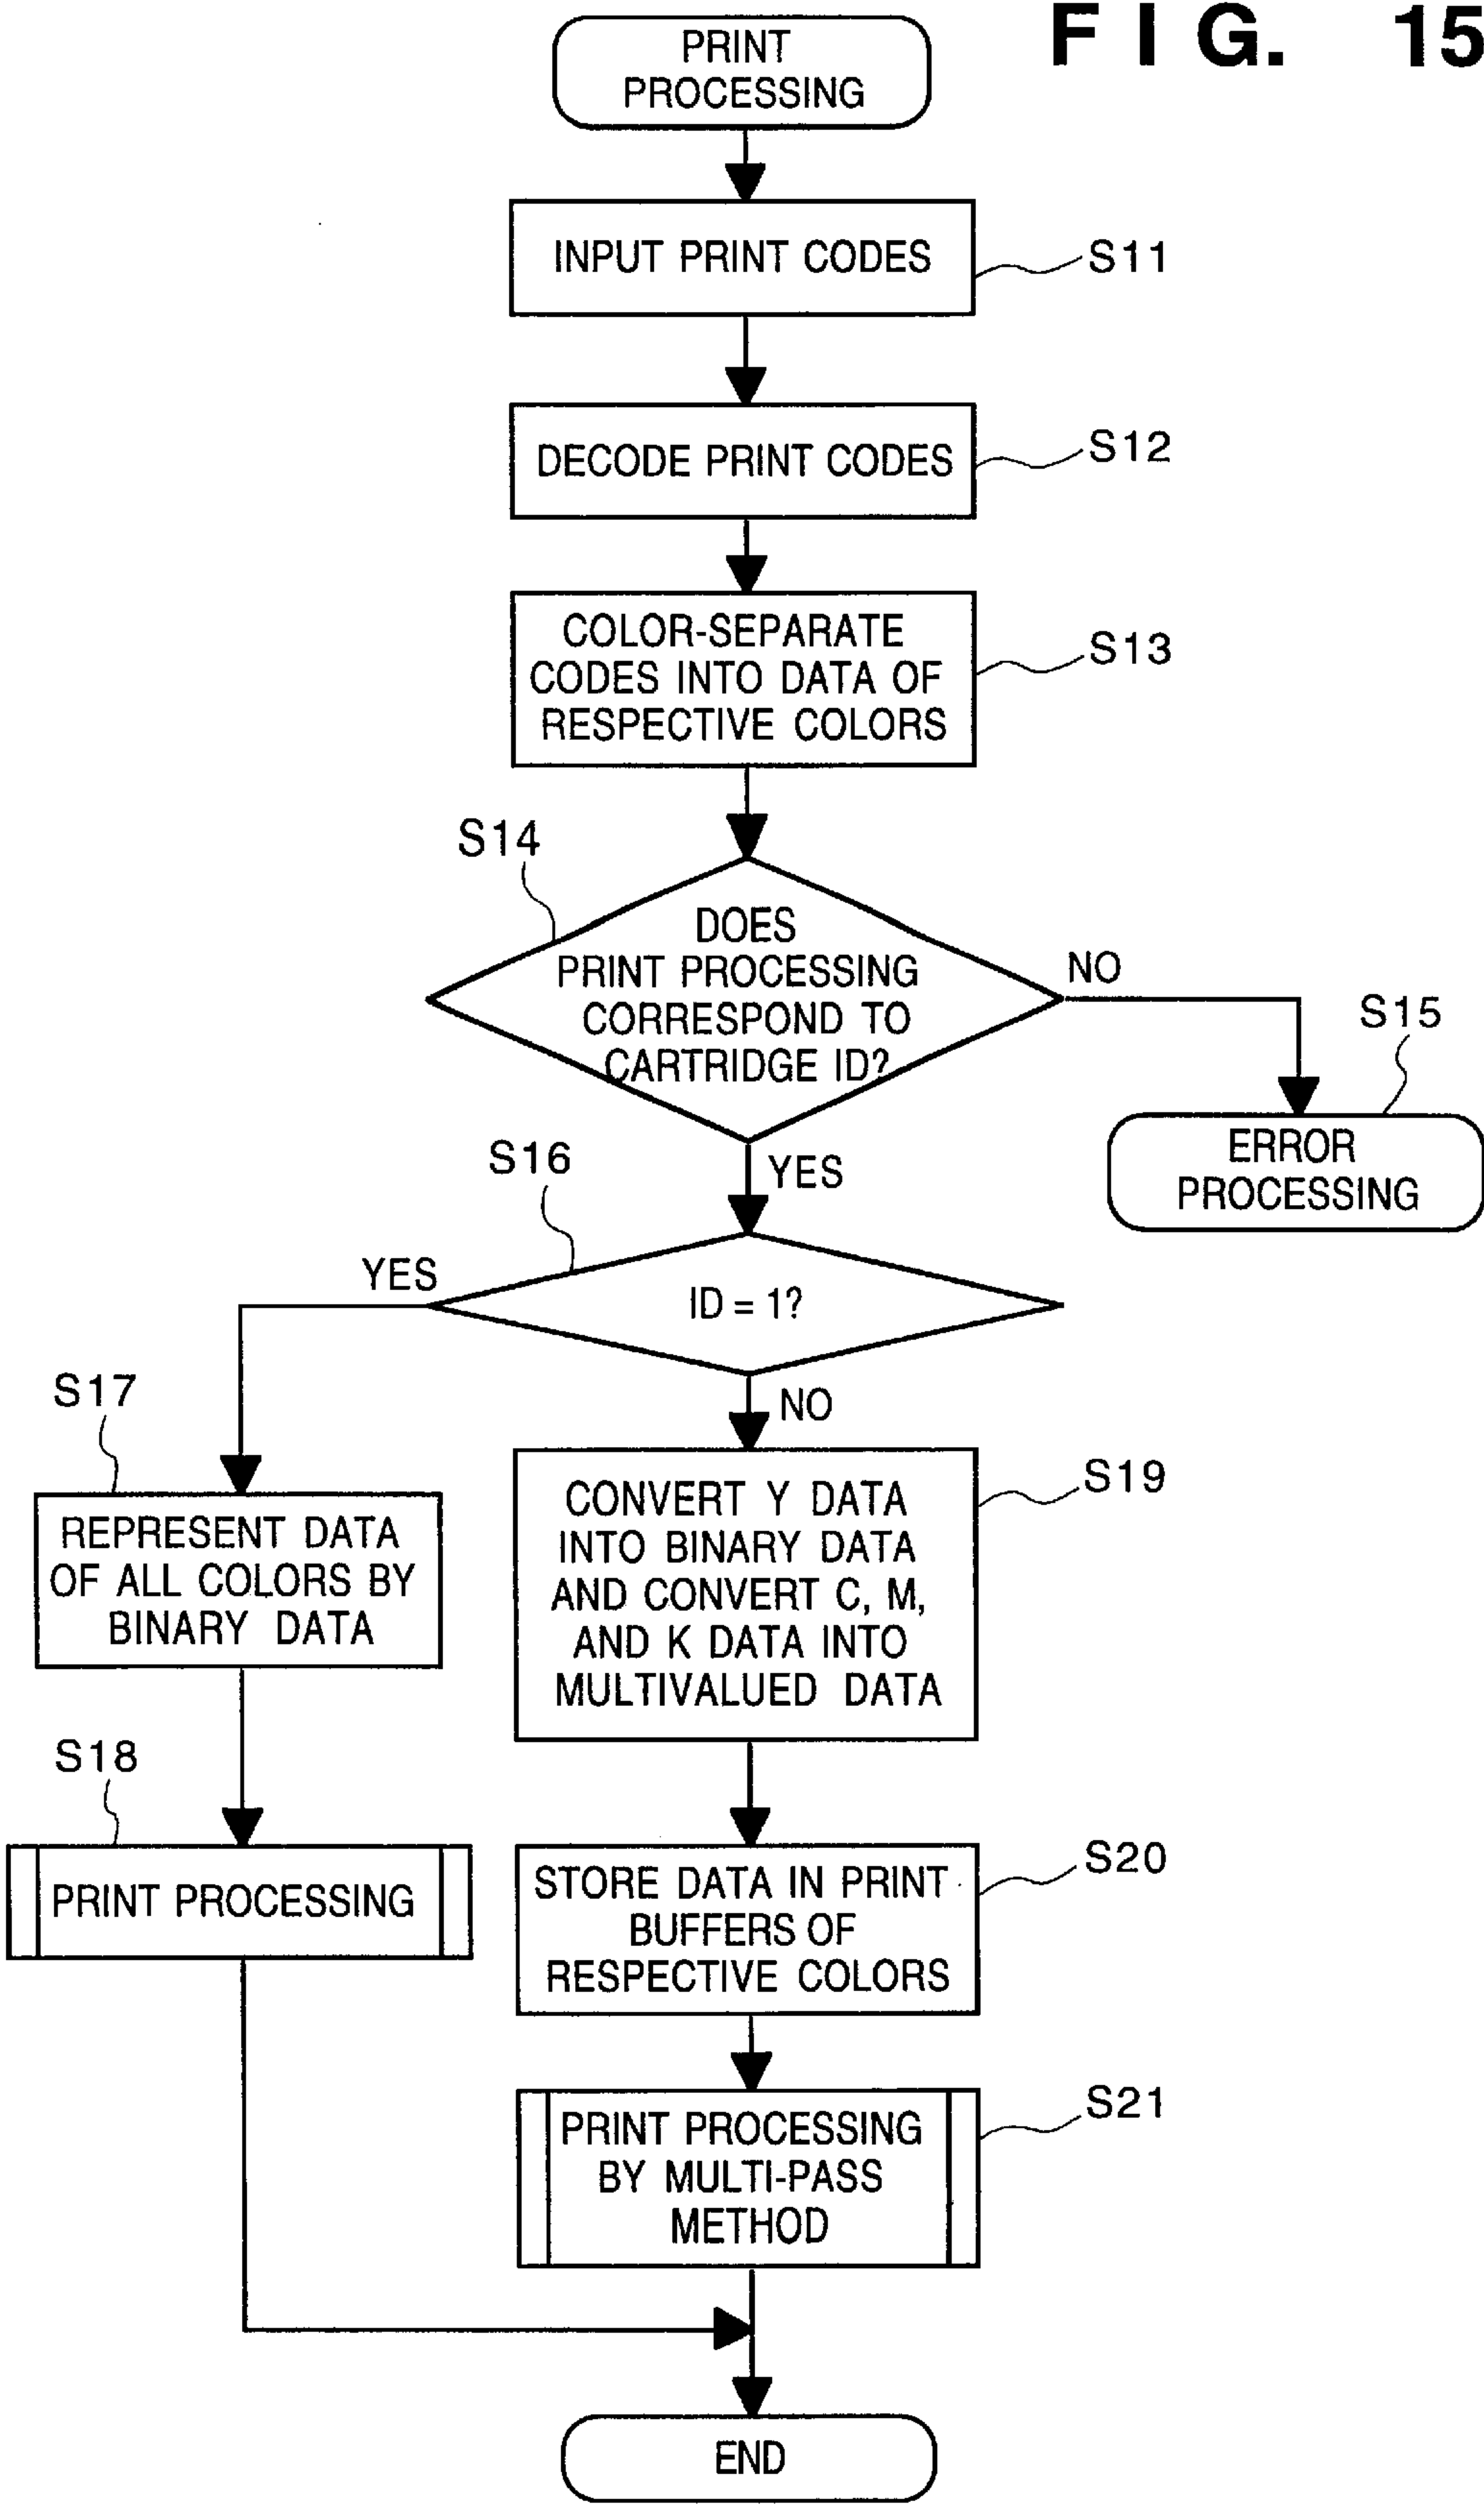 FIG. 15
PRINT
PROCESSING
INPUT PRINT CODES
S11
DECODE PRINT CODES
S12
COLOR-SEPARATE
CODES INTO DATA OF
RESPECTIVE COLORS
S13
S14
DOES
PRINT PROCESSING
CORRESPOND TO
CARTRIDGE ID?
NO
S15
ERROR
PROCESSING
YES
S16
ID = 1?
YES
NO
S17
REPRESENT DATA
OF ALL COLORS BY
BINARY DATA
S19
CONVERT Y DATA
INTO BINARY DATA
AND CONVERT C, M,
AND K DATA INTO
MULTIVALUED DATA
S18
PRINT PROCESSING
S20
STORE DATA IN PRINT
BUFFERS OF
RESPECTIVE COLORS
S21
PRINT PROCESSING
BY MULTI-PASS
METHOD
END